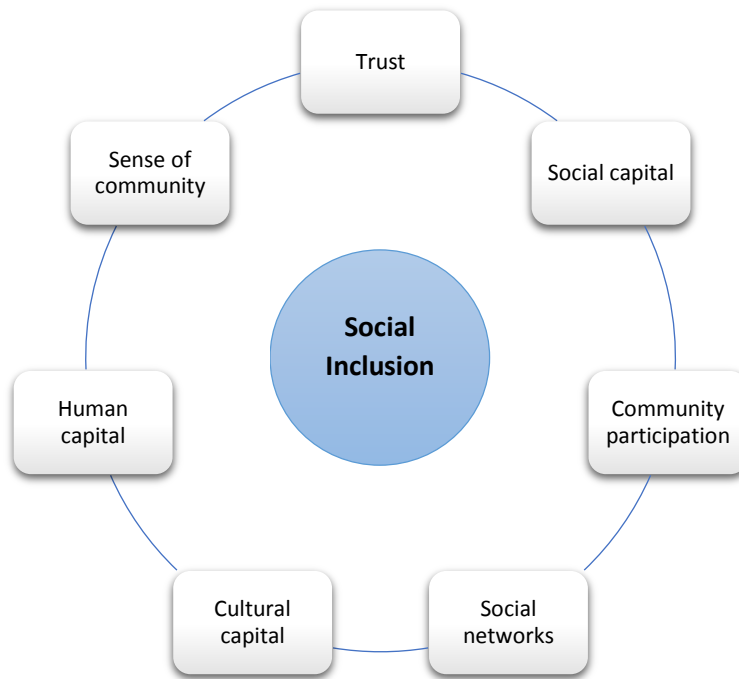 Trust
Sense of
community
Social capital
Social
Inclusion
Human
capital
Community
participation
Cultural
capital
Social
networks